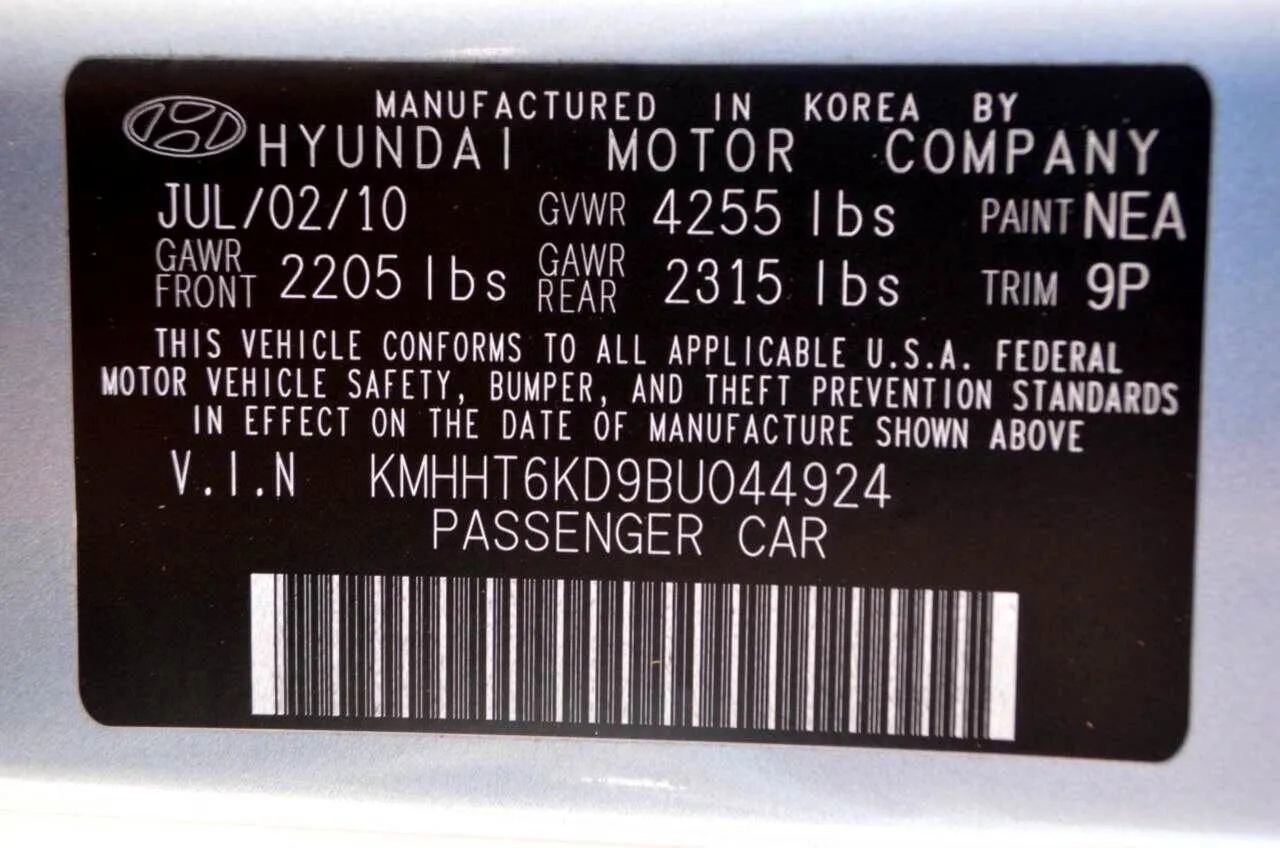 MANUFACTURED IN KOREA BY
HYUNDAI MOTOR COMPANY
JUL/02/10 GVWR 4255 lbs PAINT NEA
GAWR FRONT 2205 lbs GAWR REAR 2315 lbs TRIM 9P
THIS VEHICLE CONFORMS TO ALL APPLICABLE U.S.A. FEDERAL
MOTOR VEHICLE SAFETY, BUMPER, AND THEFT PREVENTION STANDARDS
IN EFFECT ON THE DATE OF MANUFACTURE SHOWN ABOVE
V.I.N KMHHT6KD9BU044924
PASSENGER CAR